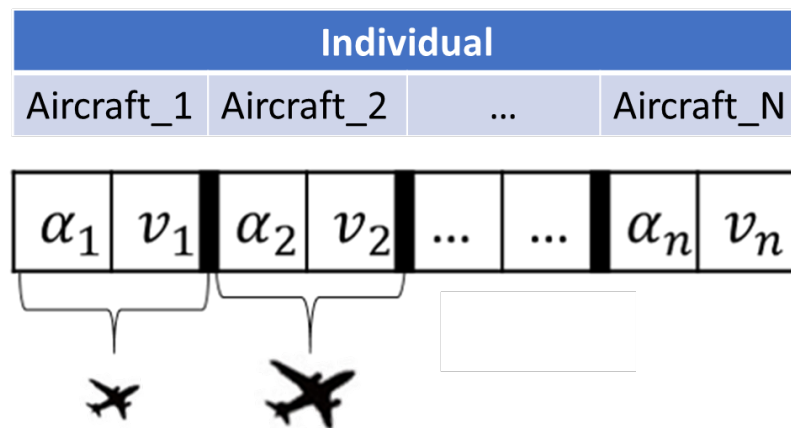 Individual
Aircraft_1 Aircraft_2 ... Aircraft_N
α₁ v₁ α₂ v₂ ... ... αₙ vₙ